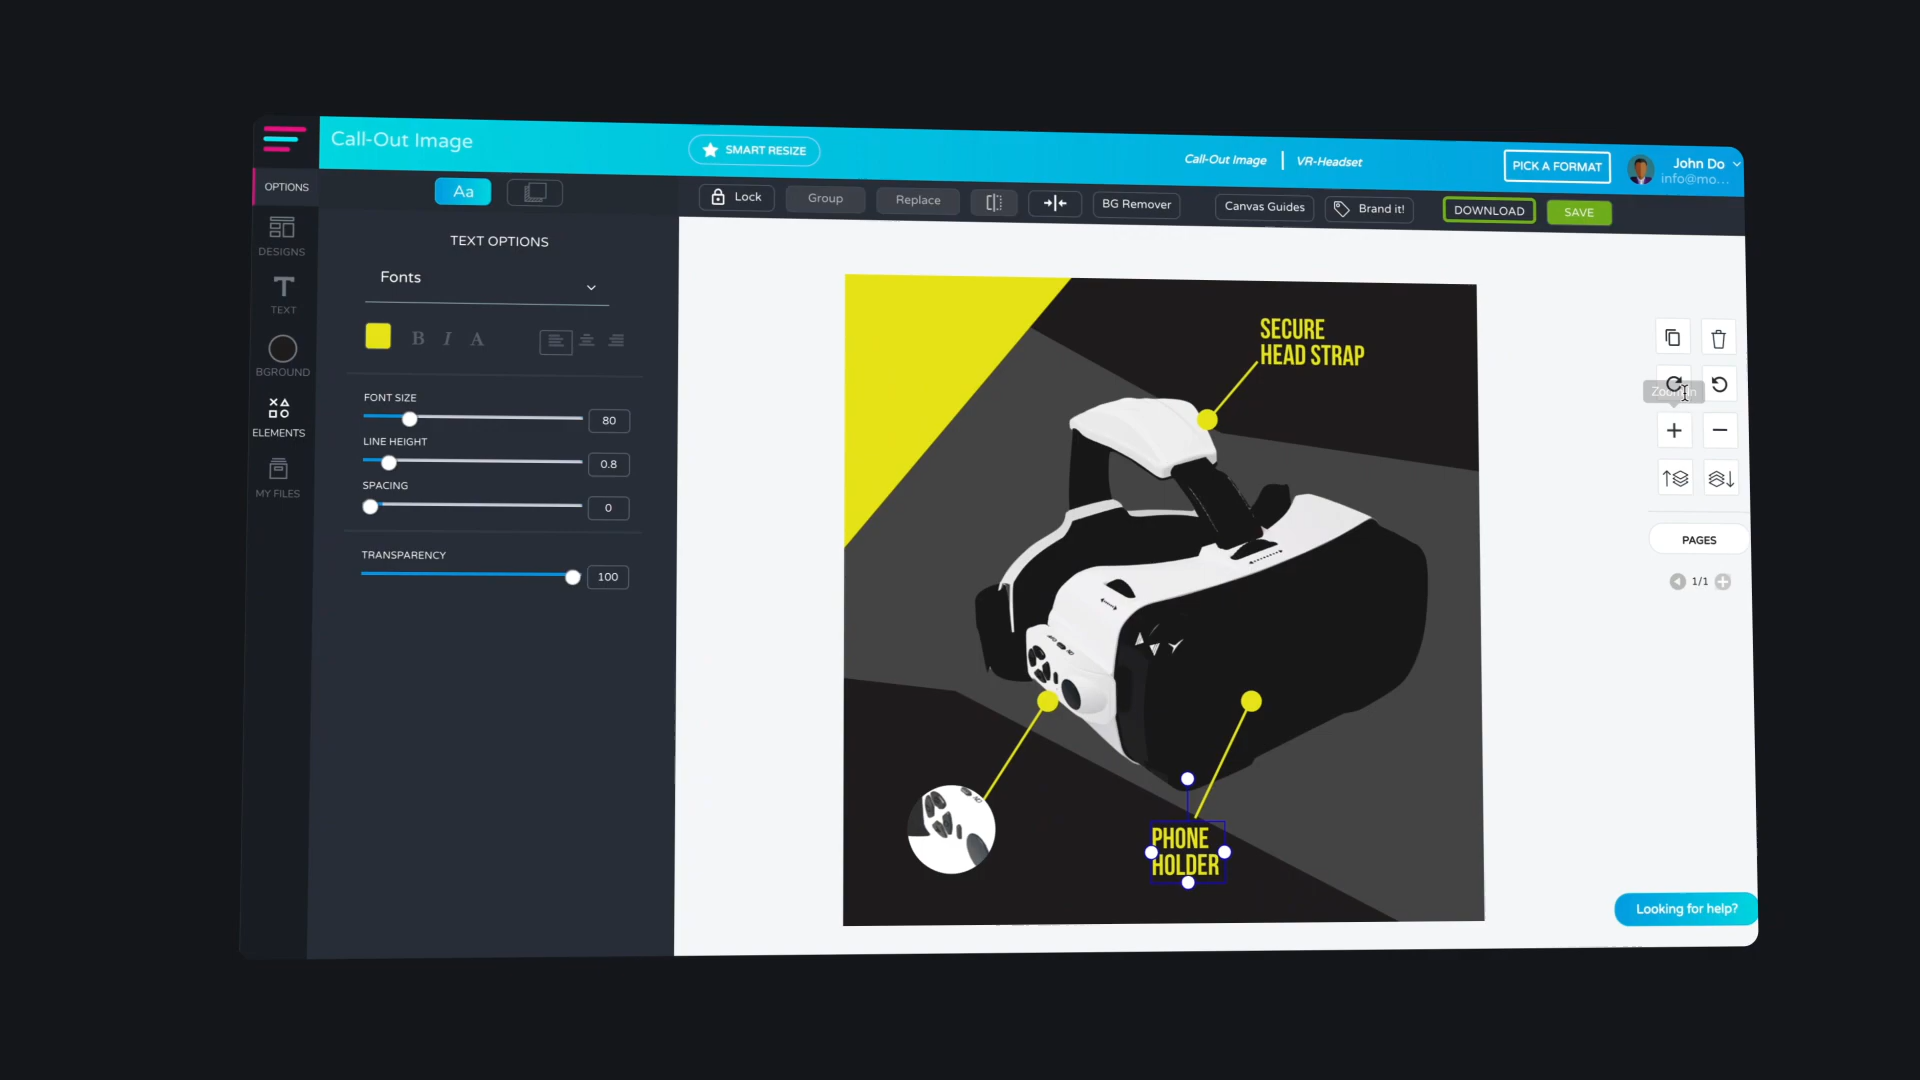 Call-Out Image
SMART RESIZE
Call-Out Image | VR-Headset
PICK A FORMAT
John Do
info@mo...
OPTIONS
Aa
Lock
Group
Replace
BG Remover
Canvas Guides
Brand it!
DOWNLOAD
SAVE
DESIGNS
TEXT
BGROUND
ELEMENTS
MY FILES
TEXT OPTIONS
Fonts
B I A
FONT SIZE
80
LINE HEIGHT
0.8
SPACING
0
TRANSPARENCY
100
SECURE
HEAD STRAP
PHONE
HOLDER
PAGES
1/1
Looking for help?